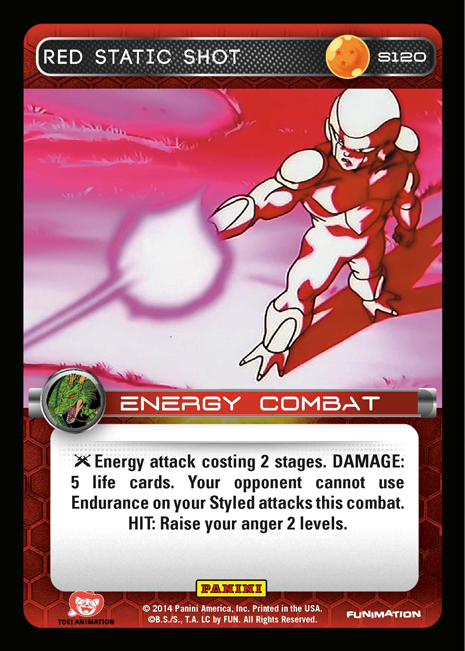 RED STATIC SHOT S120
ENERGY COMBAT
Energy attack costing 2 stages. DAMAGE:
5 life cards. Your opponent cannot use
Endurance on your Styled attacks this combat.
HIT: Raise your anger 2 levels.
PANINI
TOEI ANIMATION
© 2014 Panini America, Inc. Printed in the USA.
©B.S./S., T.A. LC by FUN. All Rights Reserved.
FUNIMATION